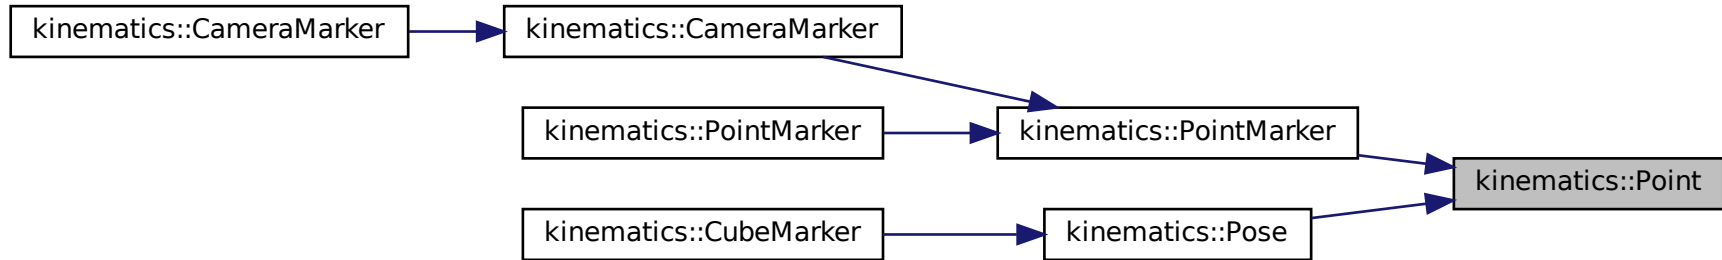 kinematics::CameraMarker
kinematics::CameraMarker
kinematics::PointMarker
kinematics::PointMarker
kinematics::Point
kinematics::CubeMarker
kinematics::Pose